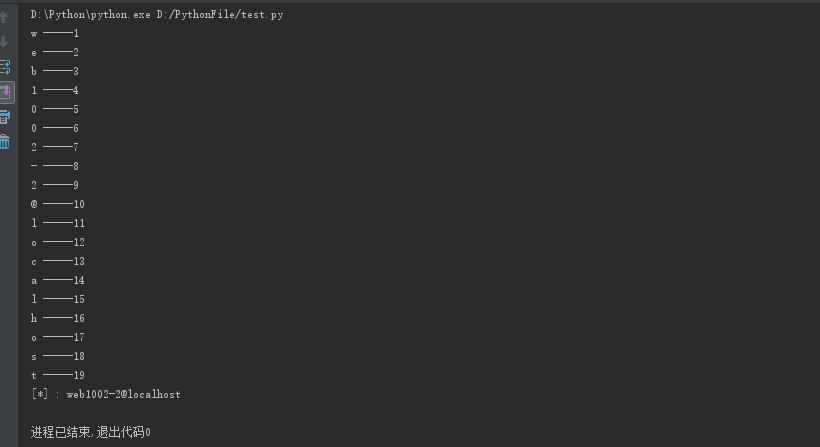 D:\Python\python.exe D:/PythonFile/test.py
w -----1
e -----2
b -----3
1 -----4
0 -----5
0 -----6
2 -----7
- -----8
2 -----9
@ -----10
l -----11
o -----12
c -----13
a -----14
l -----15
h -----16
o -----17
s -----18
t -----19
[*] : web1002-2@localhost
进程已结束,退出代码0